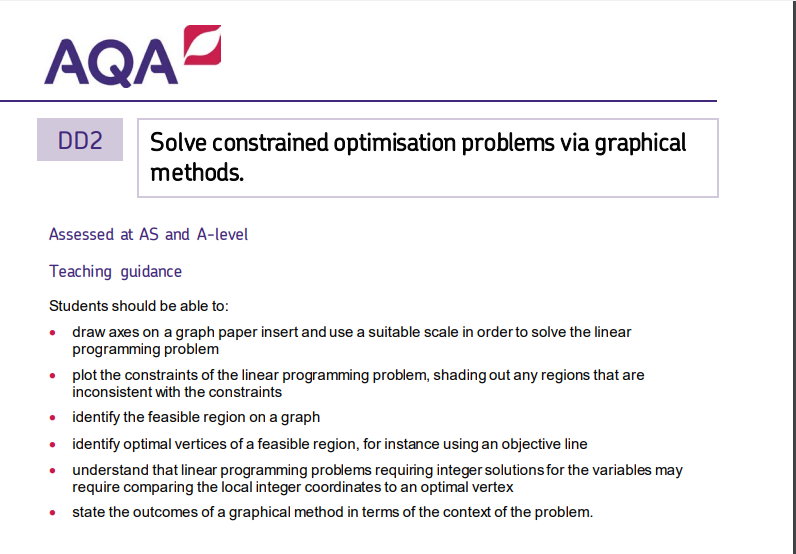 AQA
DD2
Solve constrained optimisation problems via graphical
methods.
Assessed at AS and A-level
Teaching guidance
Students should be able to:
• draw axes on a graph paper insert and use a suitable scale in order to solve the linear
programming problem
• plot the constraints of the linear programming problem, shading out any regions that are
inconsistent with the constraints
• identify the feasible region on a graph
• identify optimal vertices of a feasible region, for instance using an objective line
• understand that linear programming problems requiring integer solutions for the variables may
require comparing the local integer coordinates to an optimal vertex
• state the outcomes of a graphical method in terms of the context of the problem.